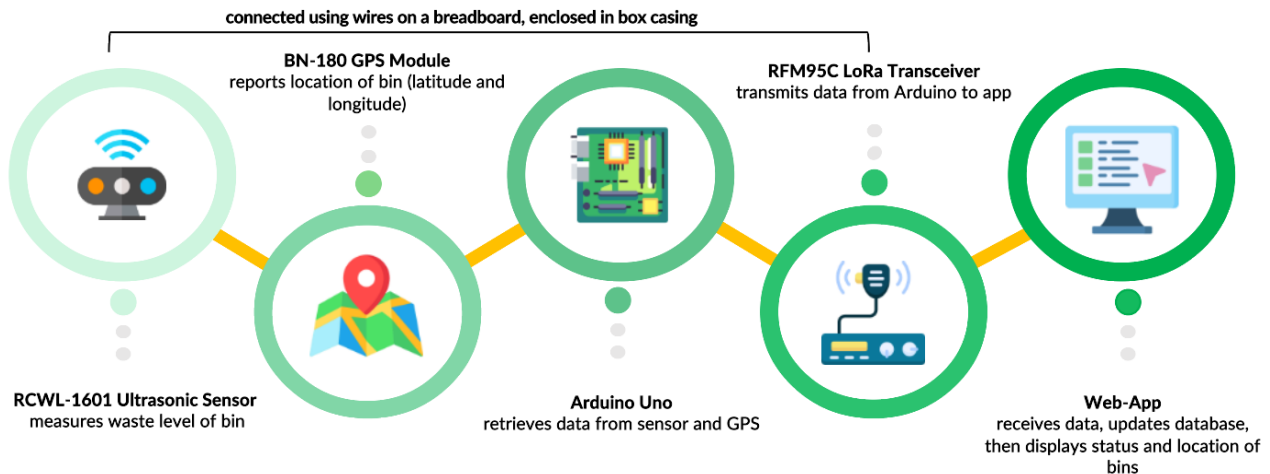 connected using wires on a breadboard, enclosed in box casing
BN-180 GPS Module
reports location of bin (latitude and
longitude)
RFM95C LoRa Transceiver
transmits data from Arduino to app
RCWL-1601 Ultrasonic Sensor
measures waste level of bin
Arduino Uno
retrieves data from sensor and GPS
Web-App
receives data, updates database,
then displays status and location of
bins